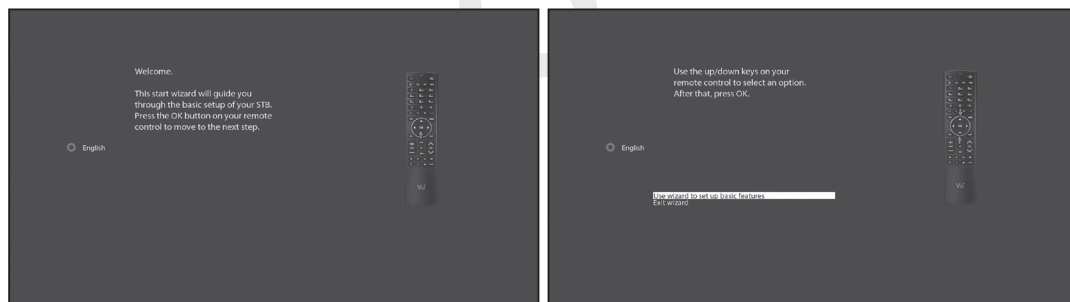 Welcome.
This start wizard will guide you
through the basic setup of your STB.
Press the OK button on your remote
control to move to the next step.
English
VU+
Use the up/down keys on your
remote control to select an option.
After that, press OK.
English
Use wizard to set up basic features
Exit wizard
VU+